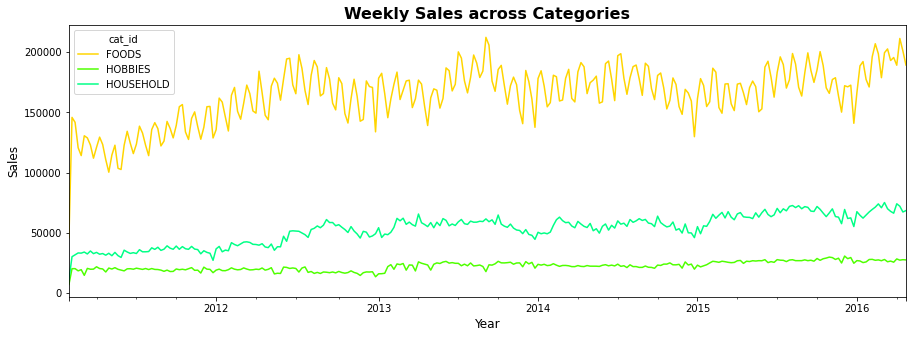 Weekly Sales across Categories
cat_id
FOODS
HOBBIES
HOUSEHOLD
Sales
200000
150000
100000
50000
0
2012 2013 2014 2015 2016
Year